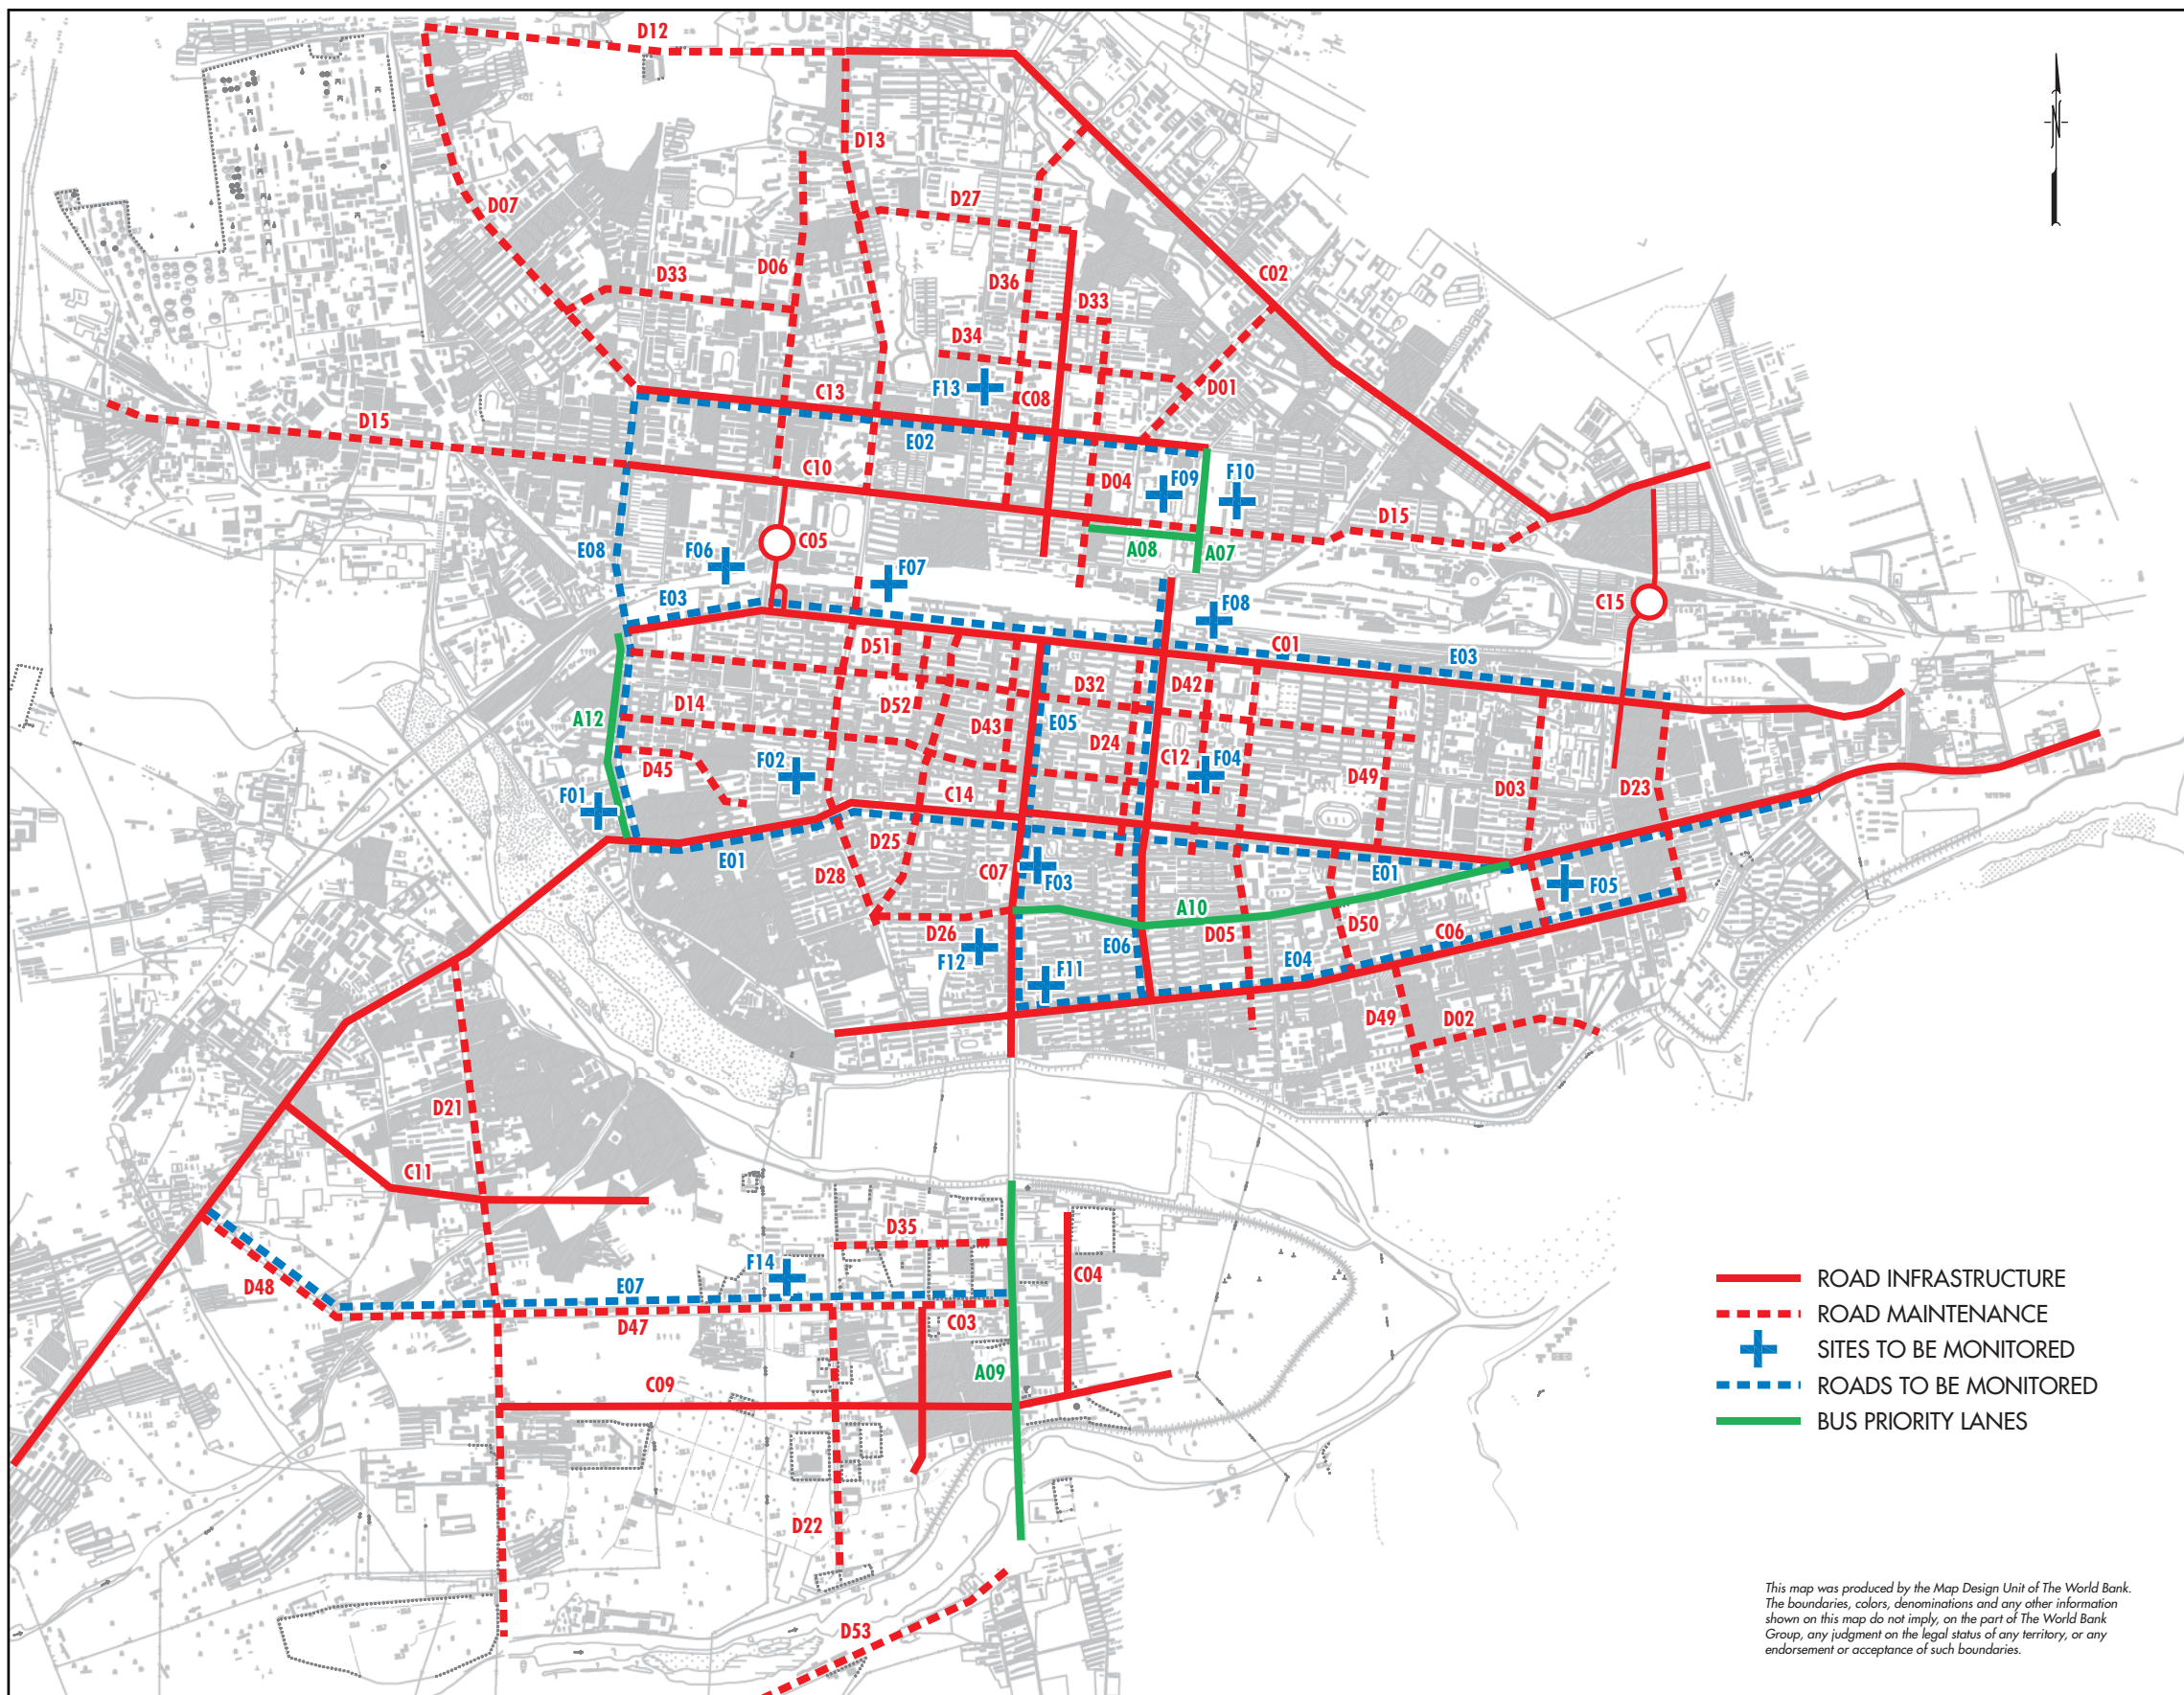 D12
D13
D27
D07
D33
D06
D36
D33
C02
D34
F13
D01
C13
C08
D15
E02
C10
D04
F09
F10
D15
E08
F06
C05
F07
A08
A07
E03
F08
C15
D51
C01
E03
D14
D52
D43
D32
D42
A12
E05
D24
D45
F02
C12
F04
D49
D03
D23
F01
C14
E01
D25
D28
C07
F03
E01
F05
D26
A10
D05
D50
C06
F12
E06
F11
E04
D49
D02
D21
C11
D35
F14
C04
D48
E07
D47
C03
C09
A09
D22
D53
N
ROAD INFRASTRUCTURE
ROAD MAINTENANCE
SITES TO BE MONITORED
ROADS TO BE MONITORED
BUS PRIORITY LANES
This map was produced by the Map Design Unit of The World Bank.
The boundaries, colors, denominations and any other information
shown on this map do not imply, on the part of The World Bank
Group, any judgment on the legal status of any territory, or any
endorsement or acceptance of such boundaries.